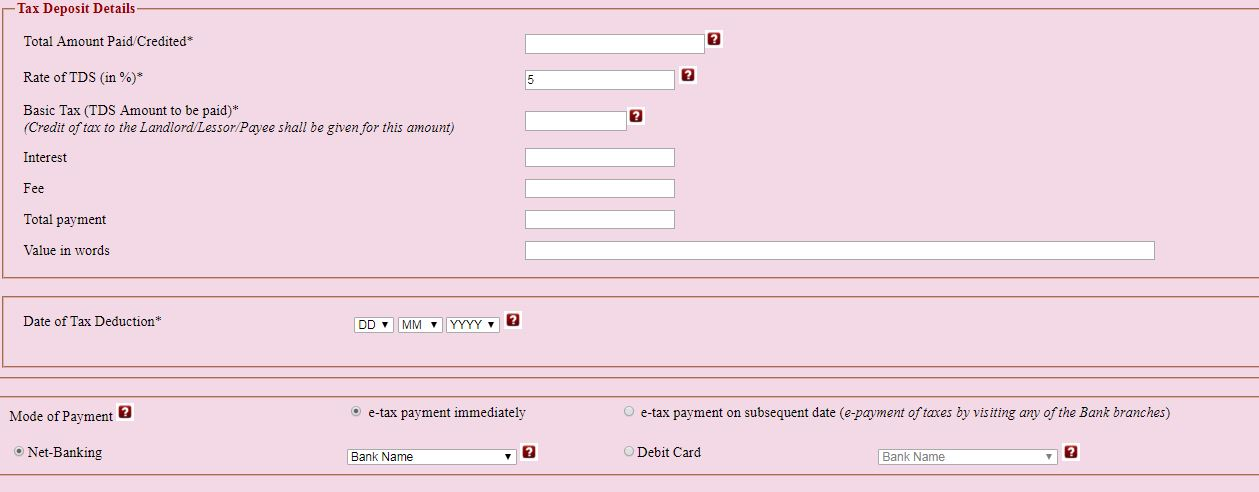 Tax Deposit Details
Total Amount Paid/Credited* ?
Rate of TDS (in %)* 5 ?
Basic Tax (TDS Amount to be paid)* ?
(Credit of tax to the Landlord/Lessor/Payee shall be given for this amount)
Interest
Fee
Total payment
Value in words
Date of Tax Deduction* DD MM YYYY ?
Mode of Payment ? e-tax payment immediately e-tax payment on subsequent date (e-payment of taxes by visiting any of the Bank branches)
Net-Banking Bank Name ? Debit Card Bank Name ?